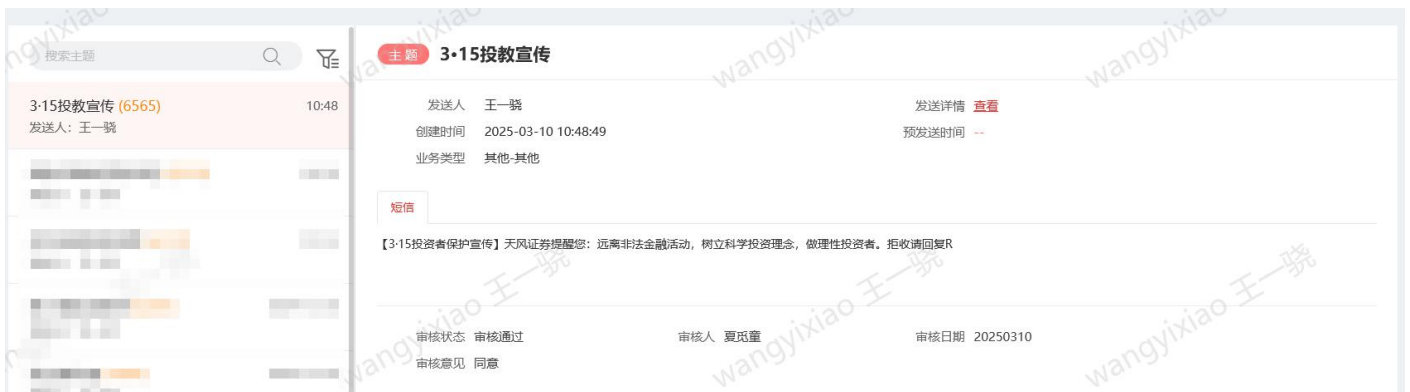 搜索主题
3·15投教宣传 (6565) 10:48
发送人：王一骁
主题 3•15投教宣传
发送人 王一骁 发送详情 查看
创建时间 2025-03-10 10:48:49 预发送时间 --
业务类型 其他-其他
短信
【3·15投资者保护宣传】天风证券提醒您：远离非法金融活动，树立科学投资理念，做理性投资者。拒收请回复R
审核状态 审核通过 审核人 夏觅童 审核日期 20250310
审核意见 同意
wangyixiao 王一骁